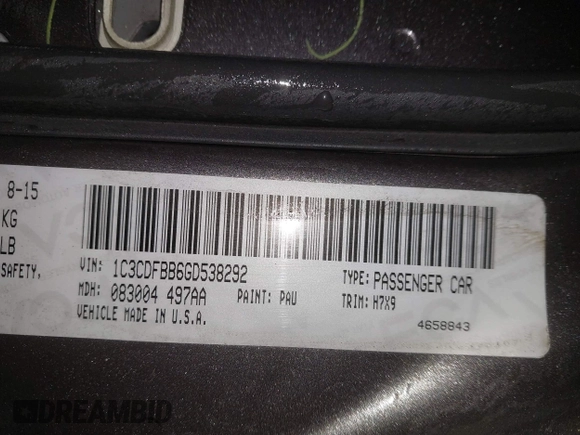 8-15
KG
LB
SAFETY,
VIN: 1C3CDFBB6GD538292 TYPE: PASSENGER CAR
MDH: 083004 497AA PAINT: PAU TRIM: H7X9
VEHICLE MADE IN U.S.A. 4658843
DREAMBID